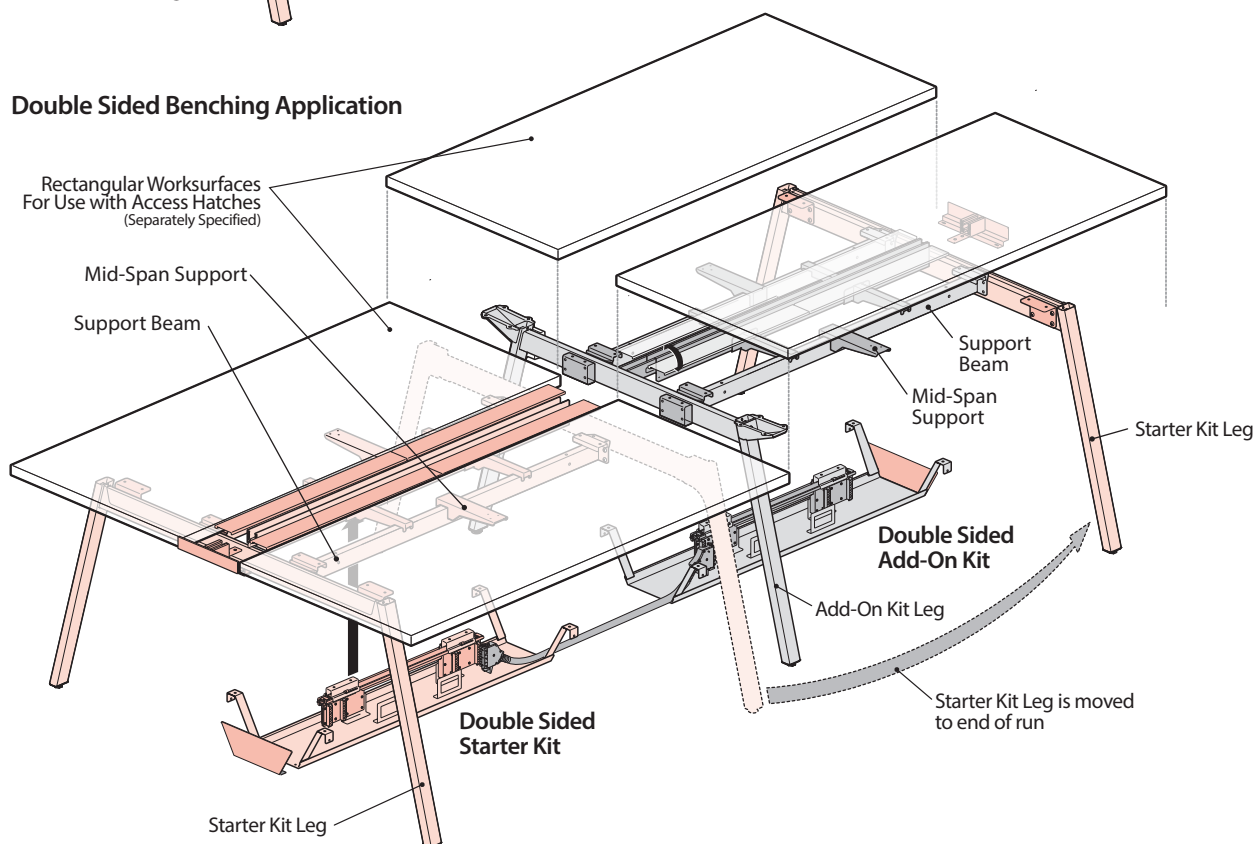 Double Sided Benching Application
Rectangular Worksurfaces
For Use with Access Hatches
(Separately Specified)
Mid-Span Support
Support Beam
Support
Beam
Mid-Span
Support
Starter Kit Leg
Double Sided
Add-On Kit
Add-On Kit Leg
Starter Kit Leg is moved
to end of run
Double Sided
Starter Kit
Starter Kit Leg